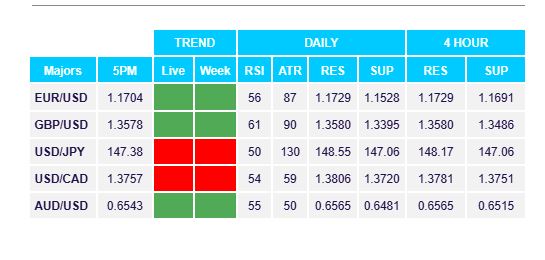 TREND DAILY 4 HOUR
Majors 5PM Live Week RSI ATR RES SUP RES SUP
EUR/USD 1.1704 56 87 1.1729 1.1528 1.1729 1.1691
GBP/USD 1.3578 61 90 1.3580 1.3395 1.3580 1.3486
USD/JPY 147.38 50 130 148.55 147.06 148.17 147.06
USD/CAD 1.3757 54 59 1.3806 1.3720 1.3781 1.3751
AUD/USD 0.6543 55 50 0.6565 0.6481 0.6565 0.6515